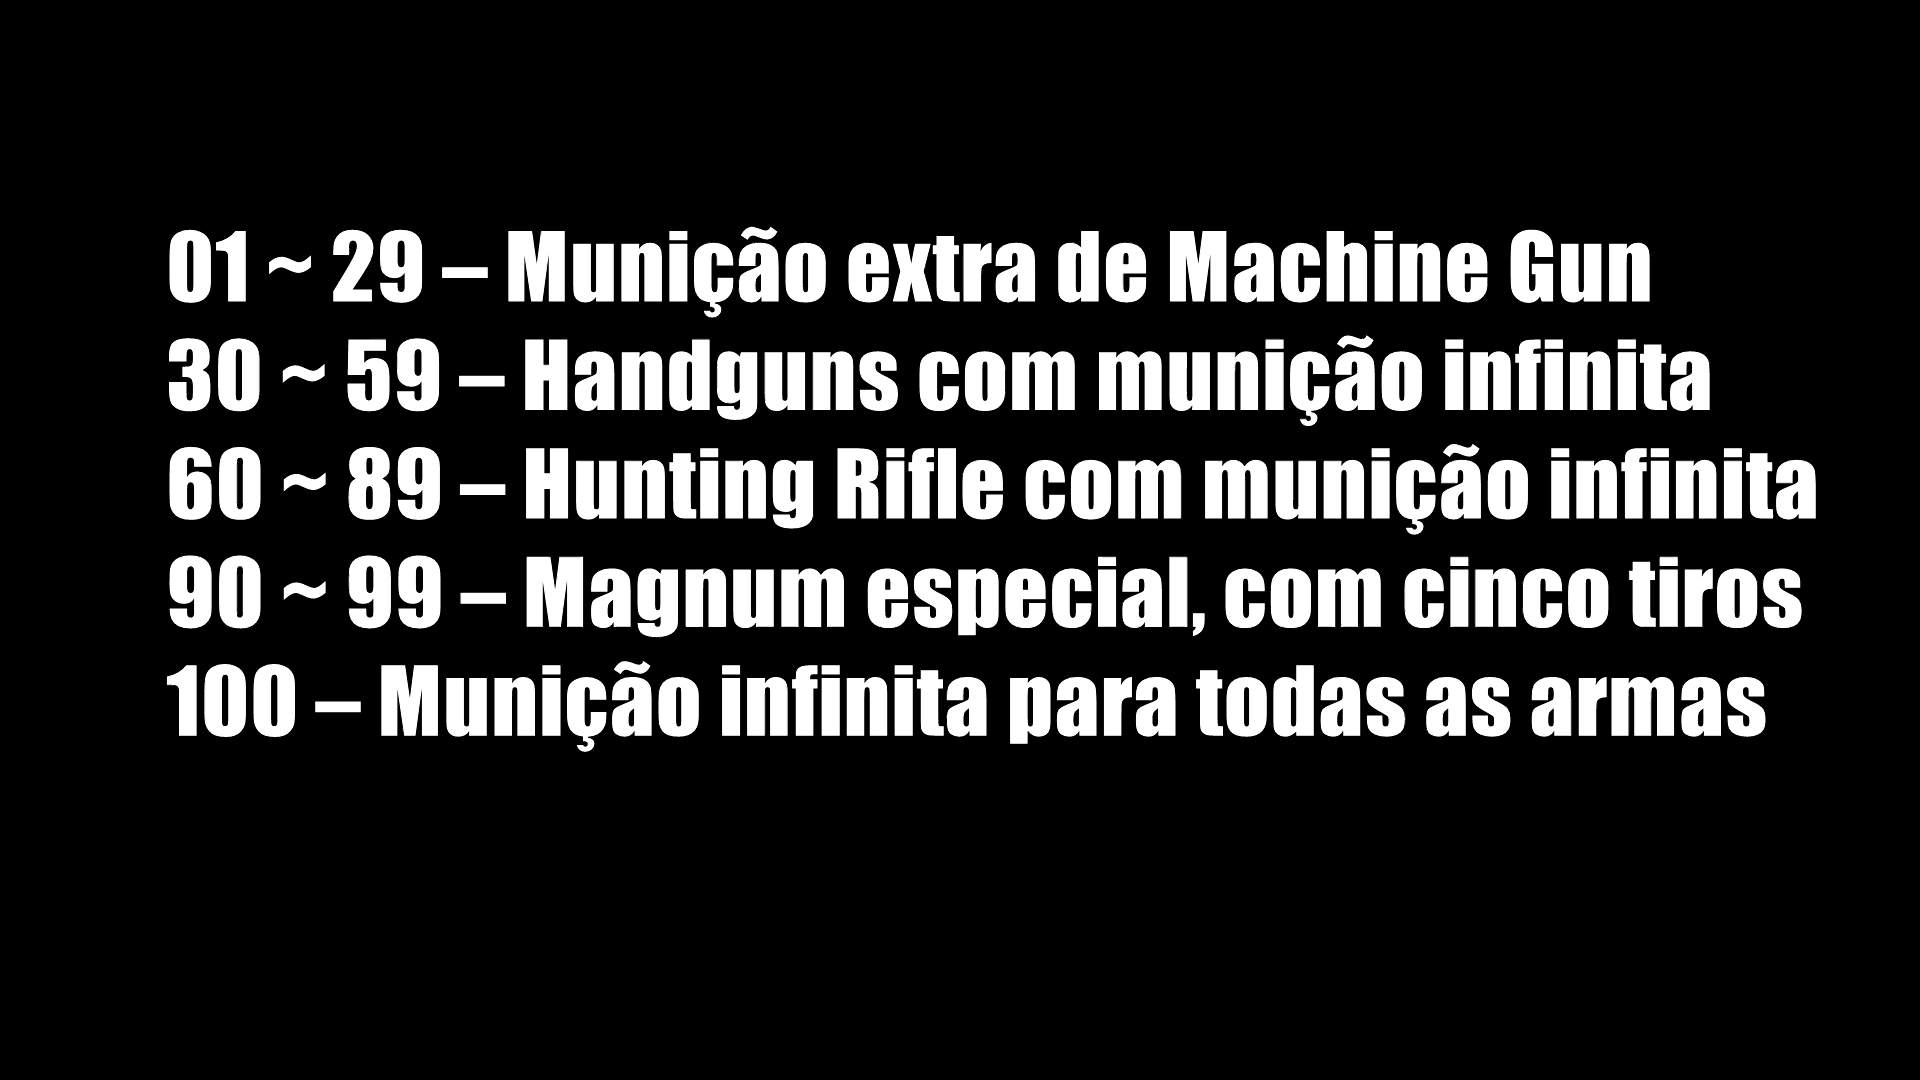 01 ~ 29 – Munição extra de Machine Gun
30 ~ 59 – Handguns com munição infinita
60 ~ 89 – Hunting Rifle com munição infinita
90 ~ 99 – Magnum especial, com cinco tiros
100 – Munição infinita para todas as armas